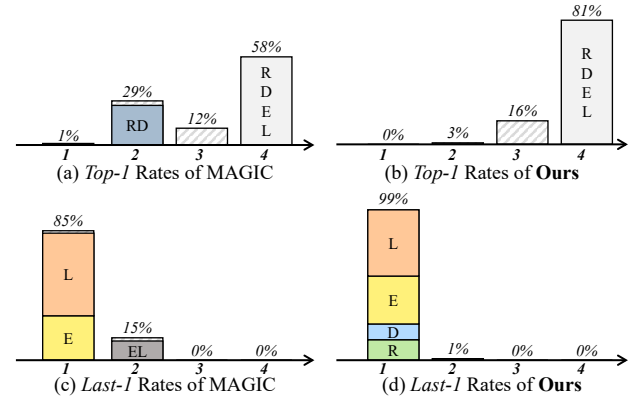 58%
29%
R
D
E
L
RD
12%
1%
1 2 3 4
(a) Top-1 Rates of MAGIC
81%
R
D
E
L
16%
0% 3%
1 2 3 4
(b) Top-1 Rates of Ours
85%
L
E
15%
EL
0% 0%
1 2 3 4
(c) Last-1 Rates of MAGIC
99%
L
E
D
R
1% 0% 0%
1 2 3 4
(d) Last-1 Rates of Ours